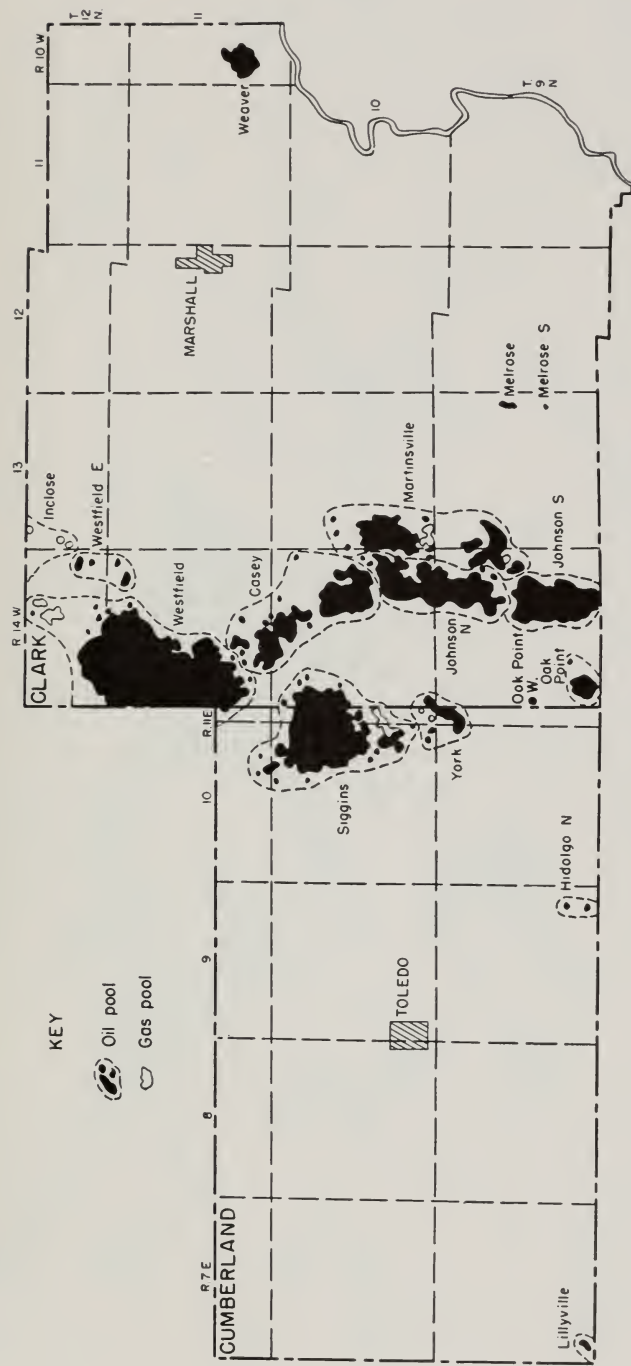 R 10 W
T.
12
N.
11
11
Weaver
10
T.
9
N
12
MARSHALL
Melrose
Melrose S
13
Inclose
Westfield E
Martinsville
Johnson S
R 14 W
CLARK
Westfield
Casey
Johnson N
Oak Point
W.
Oak
Point
R 11E
10
Siggins
York
Hidolgo N
9
TOLEDO
KEY
Oil pool
Gas pool
8
R 7 E
CUMBERLAND
Lillyville